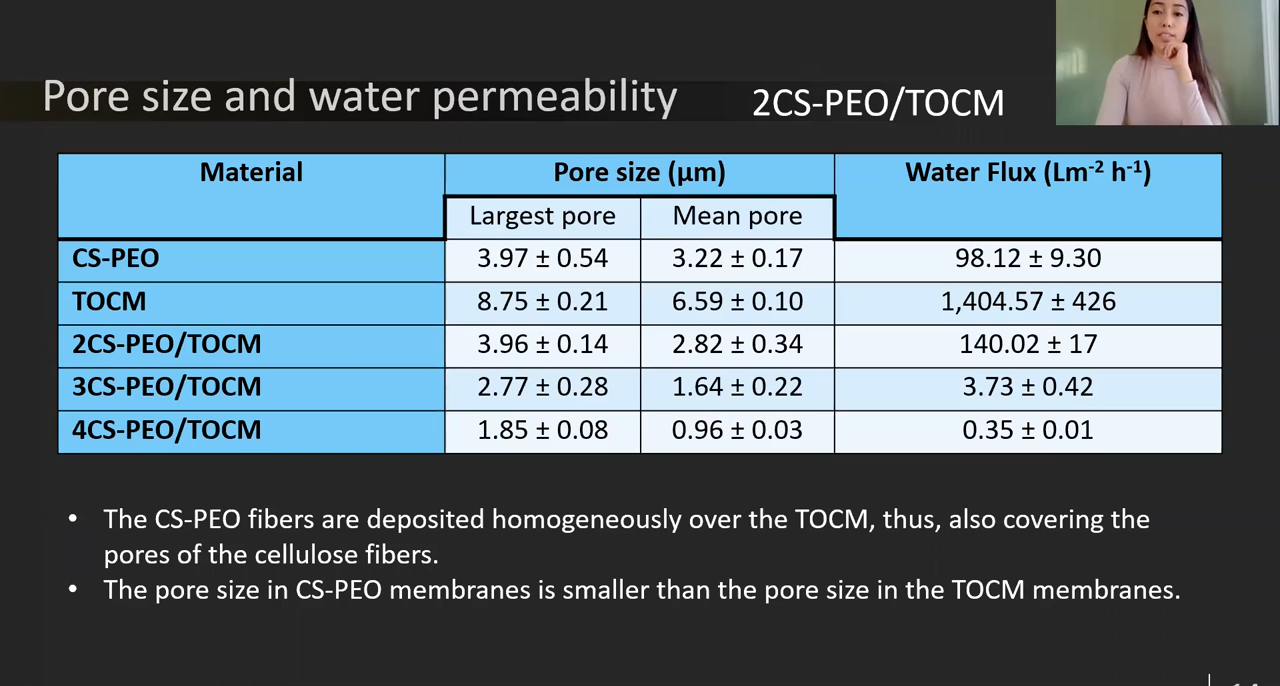 Pore size and water permeability 2CS-PEO/TOCM
Material Pore size (μm) Water Flux (Lm⁻² h⁻¹)
Largest pore Mean pore
CS-PEO 3.97 ± 0.54 3.22 ± 0.17 98.12 ± 9.30
TOCM 8.75 ± 0.21 6.59 ± 0.10 1,404.57 ± 426
2CS-PEO/TOCM 3.96 ± 0.14 2.82 ± 0.34 140.02 ± 17
3CS-PEO/TOCM 2.77 ± 0.28 1.64 ± 0.22 3.73 ± 0.42
4CS-PEO/TOCM 1.85 ± 0.08 0.96 ± 0.03 0.35 ± 0.01
• The CS-PEO fibers are deposited homogeneously over the TOCM, thus, also covering the
pores of the cellulose fibers.
• The pore size in CS-PEO membranes is smaller than the pore size in the TOCM membranes.